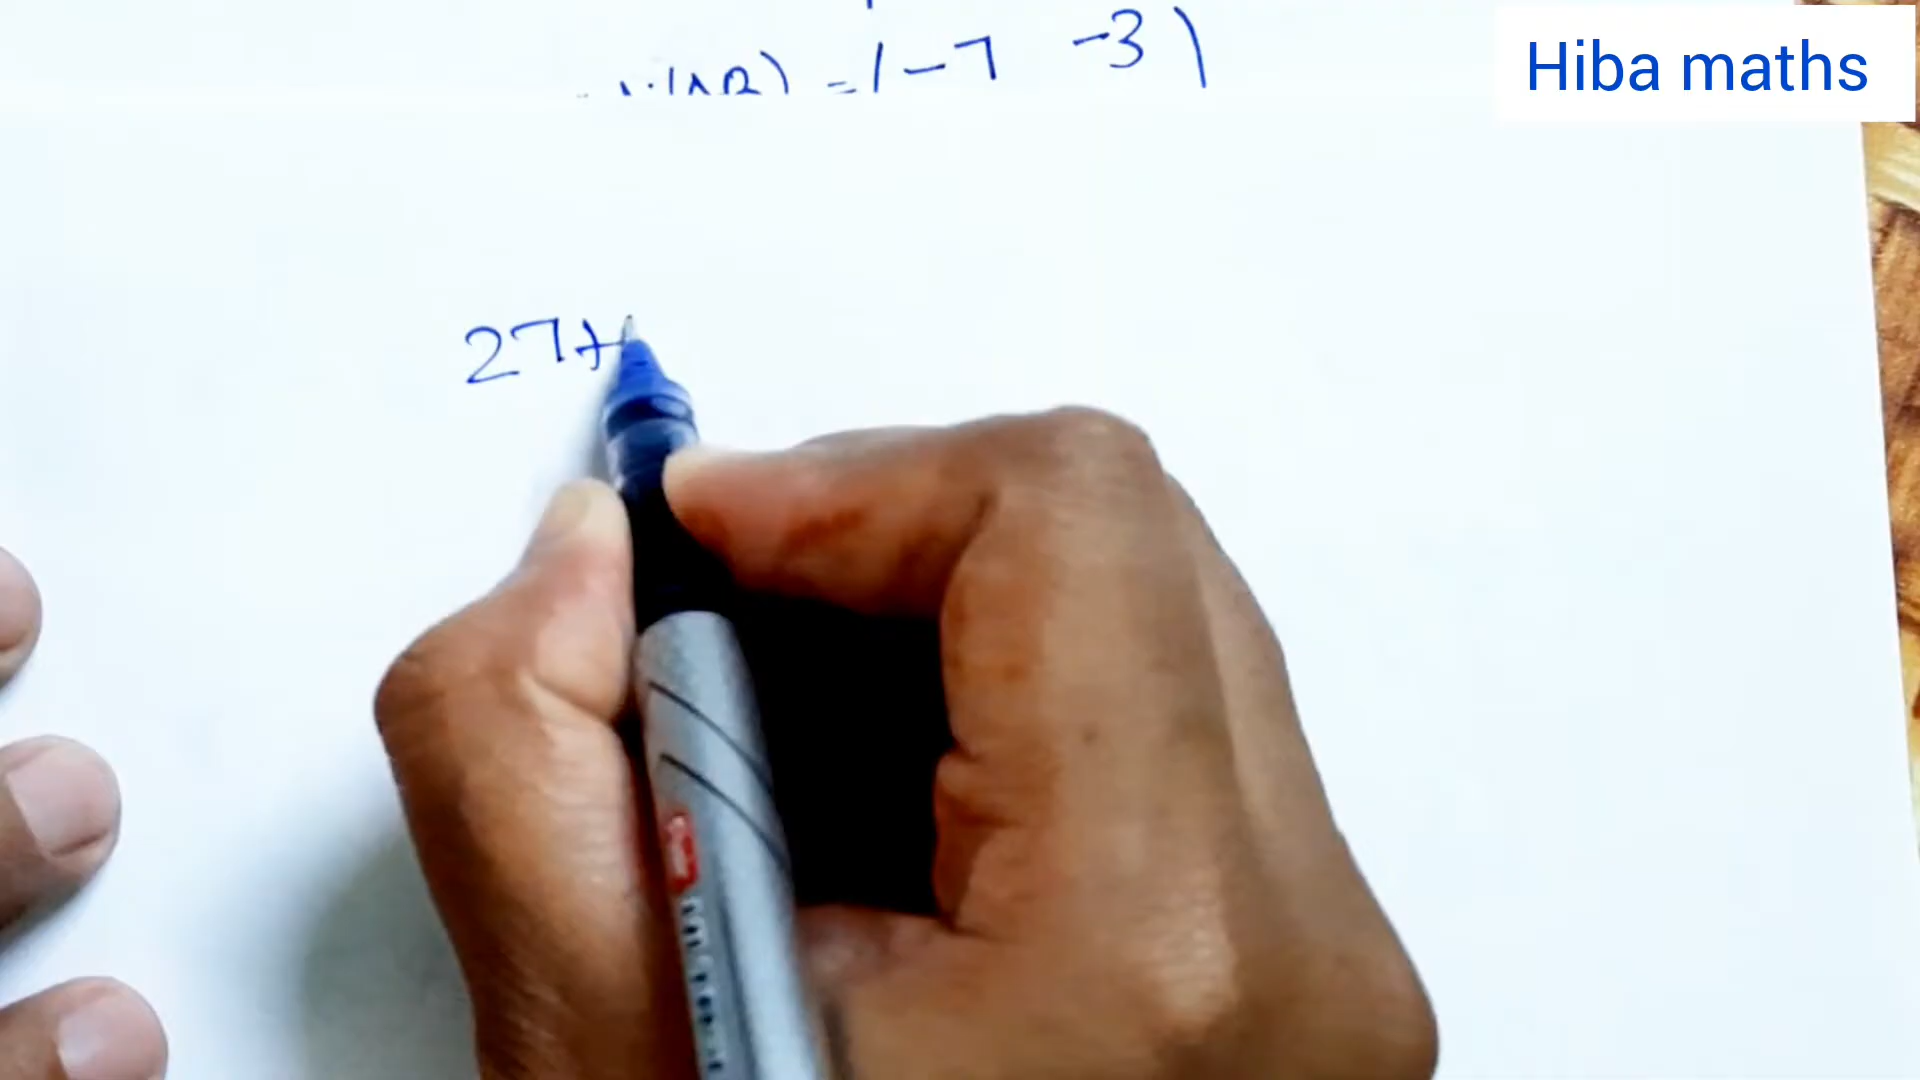 Hiba maths
= ( -7 -3 )
27+